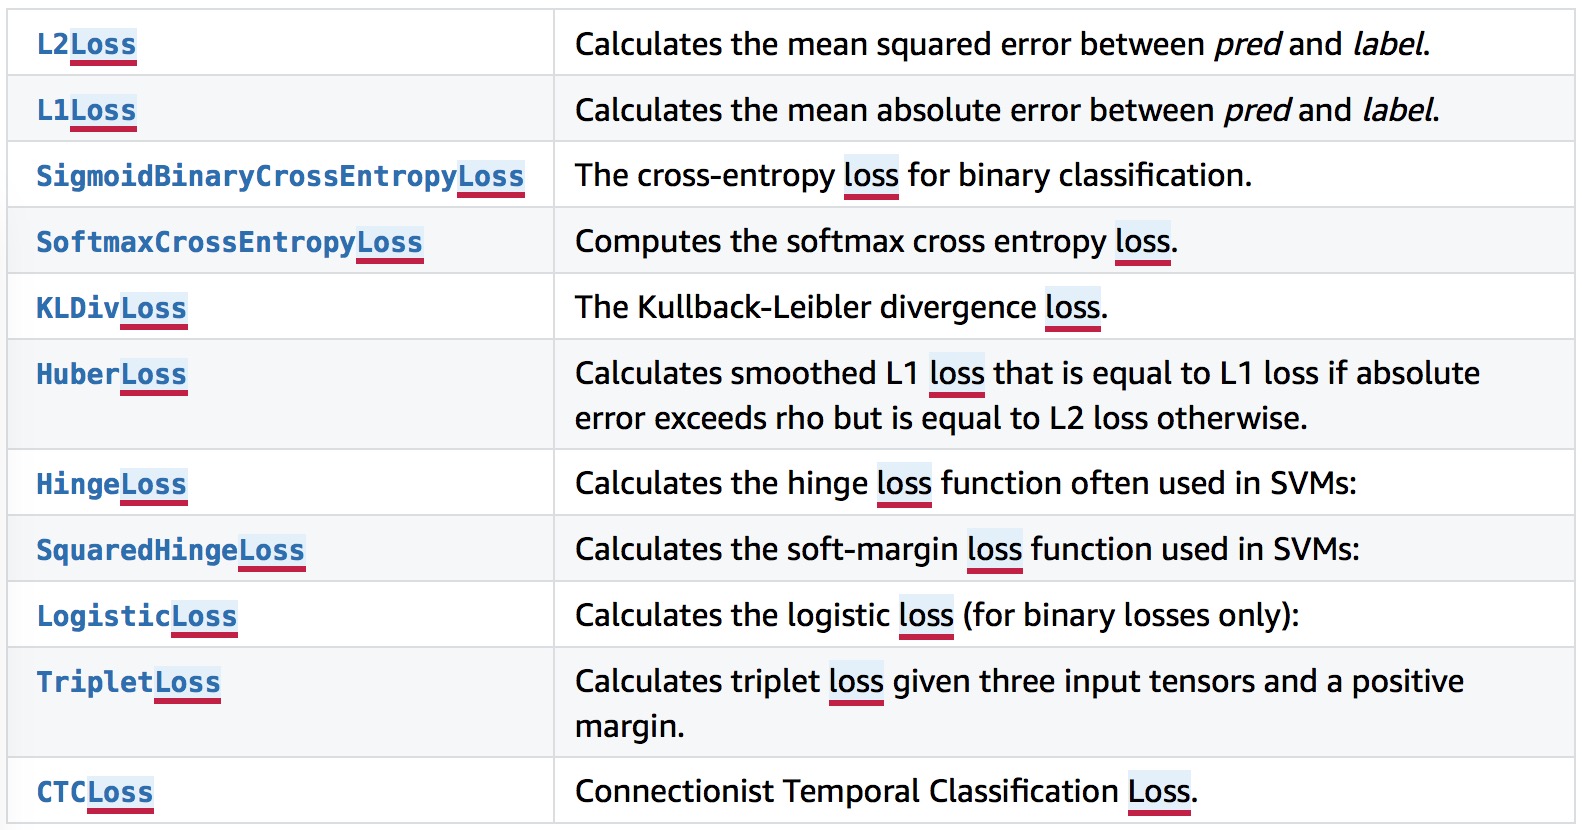 L2Loss Calculates the mean squared error between pred and label.
L1Loss Calculates the mean absolute error between pred and label.
SigmoidBinaryCrossEntropyLoss The cross-entropy loss for binary classification.
SoftmaxCrossEntropyLoss Computes the softmax cross entropy loss.
KLDivLoss The Kullback-Leibler divergence loss.
HuberLoss Calculates smoothed L1 loss that is equal to L1 loss if absolute
error exceeds rho but is equal to L2 loss otherwise.
HingeLoss Calculates the hinge loss function often used in SVMs:
SquaredHingeLoss Calculates the soft-margin loss function used in SVMs:
LogisticLoss Calculates the logistic loss (for binary losses only):
TripletLoss Calculates triplet loss given three input tensors and a positive
margin.
CTCLoss Connectionist Temporal Classification Loss.